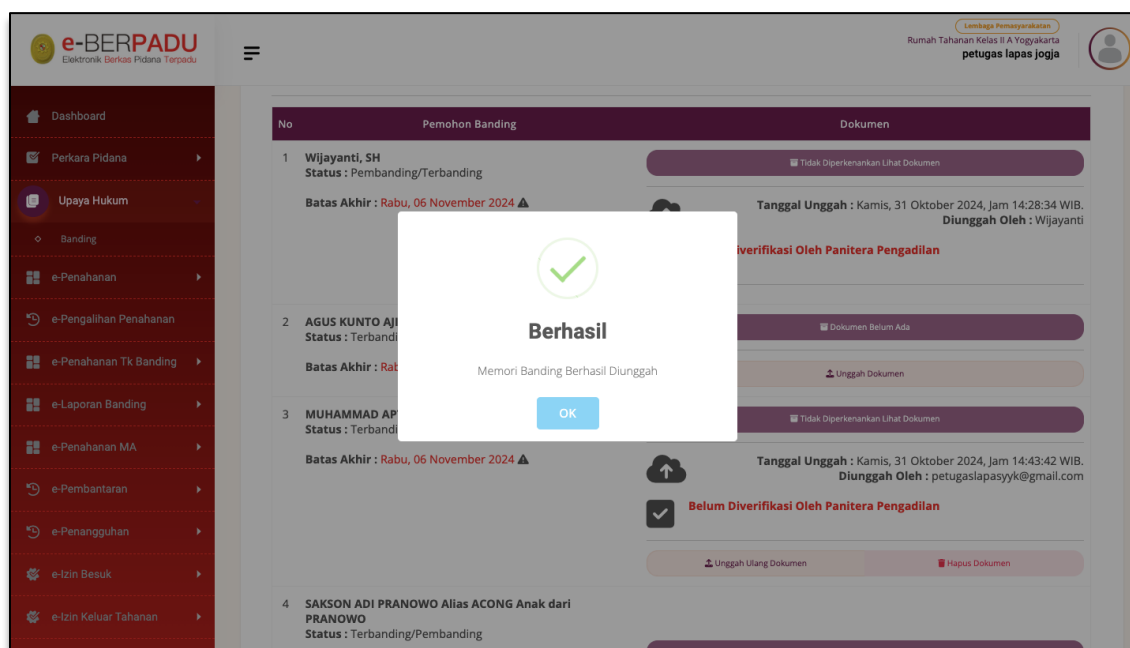 e-BERPADU
Elektronik Berkas Pidana Terpadu
Lembaga Pemasyarakatan
Rumah Tahanan Kelas II A Yogyakarta
petugas lapas jogja
Dashboard
Perkara Pidana
Upaya Hukum
Banding
e-Penahanan
e-Pengalihan Penahanan
e-Penahanan Tk Banding
e-Laporan Banding
e-Penahanan MA
e-Pembantaran
e-Penangguhan
e-Izin Besuk
e-Izin Keluar Tahanan
No Pemohon Banding Dokumen
1 Wijayanti, SH
Status : Pembanding/Terbanding
Batas Akhir : Rabu, 06 November 2024
Tidak Diperkenankan Lihat Dokumen
Tanggal Unggah : Kamis, 31 Oktober 2024, Jam 14:28:34 WIB.
Diunggah Oleh : Wijayanti
iverifikasi Oleh Panitera Pengadilan
2 AGUS KUNTO AJI
Status : Terbandi
Batas Akhir : Rab
Dokumen Belum Ada
Unggah Dokumen
Berhasil
Memori Banding Berhasil Diunggah
OK
3 MUHAMMAD AP
Status : Terbandi
Batas Akhir : Rabu, 06 November 2024
Tidak Diperkenankan Lihat Dokumen
Tanggal Unggah : Kamis, 31 Oktober 2024, Jam 14:43:42 WIB.
Diunggah Oleh : petugaslapasyyk@gmail.com
Belum Diverifikasi Oleh Panitera Pengadilan
Unggah Ulang Dokumen
Hapus Dokumen
4 SAKSON ADI PRANOWO Alias ACONG Anak dari
PRANOWO
Status : Terbanding/Pembanding